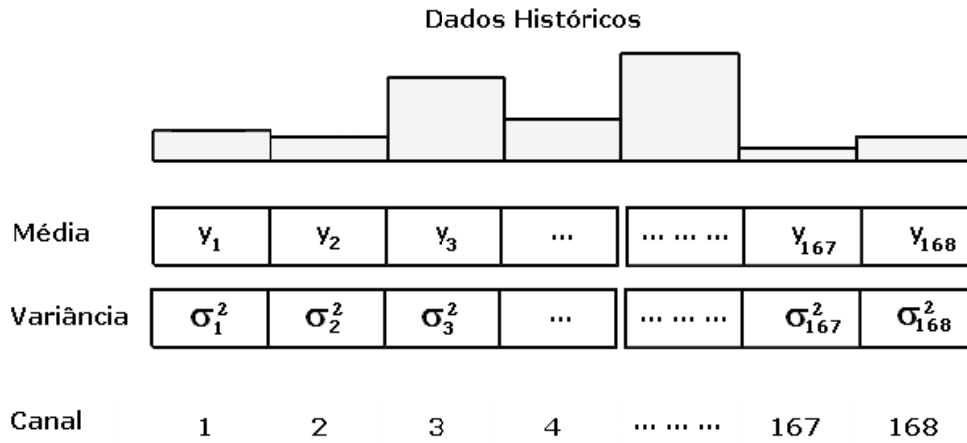 Dados Históricos
Média y₁ y₂ y₃ ... ... ... ... y₁₆₇ y₁₆₈
Variância σ₁² σ₂² σ₃² ... ... ... ... σ₁₆₇² σ₁₆₈²
Canal 1 2 3 4 ... ... ... 167 168